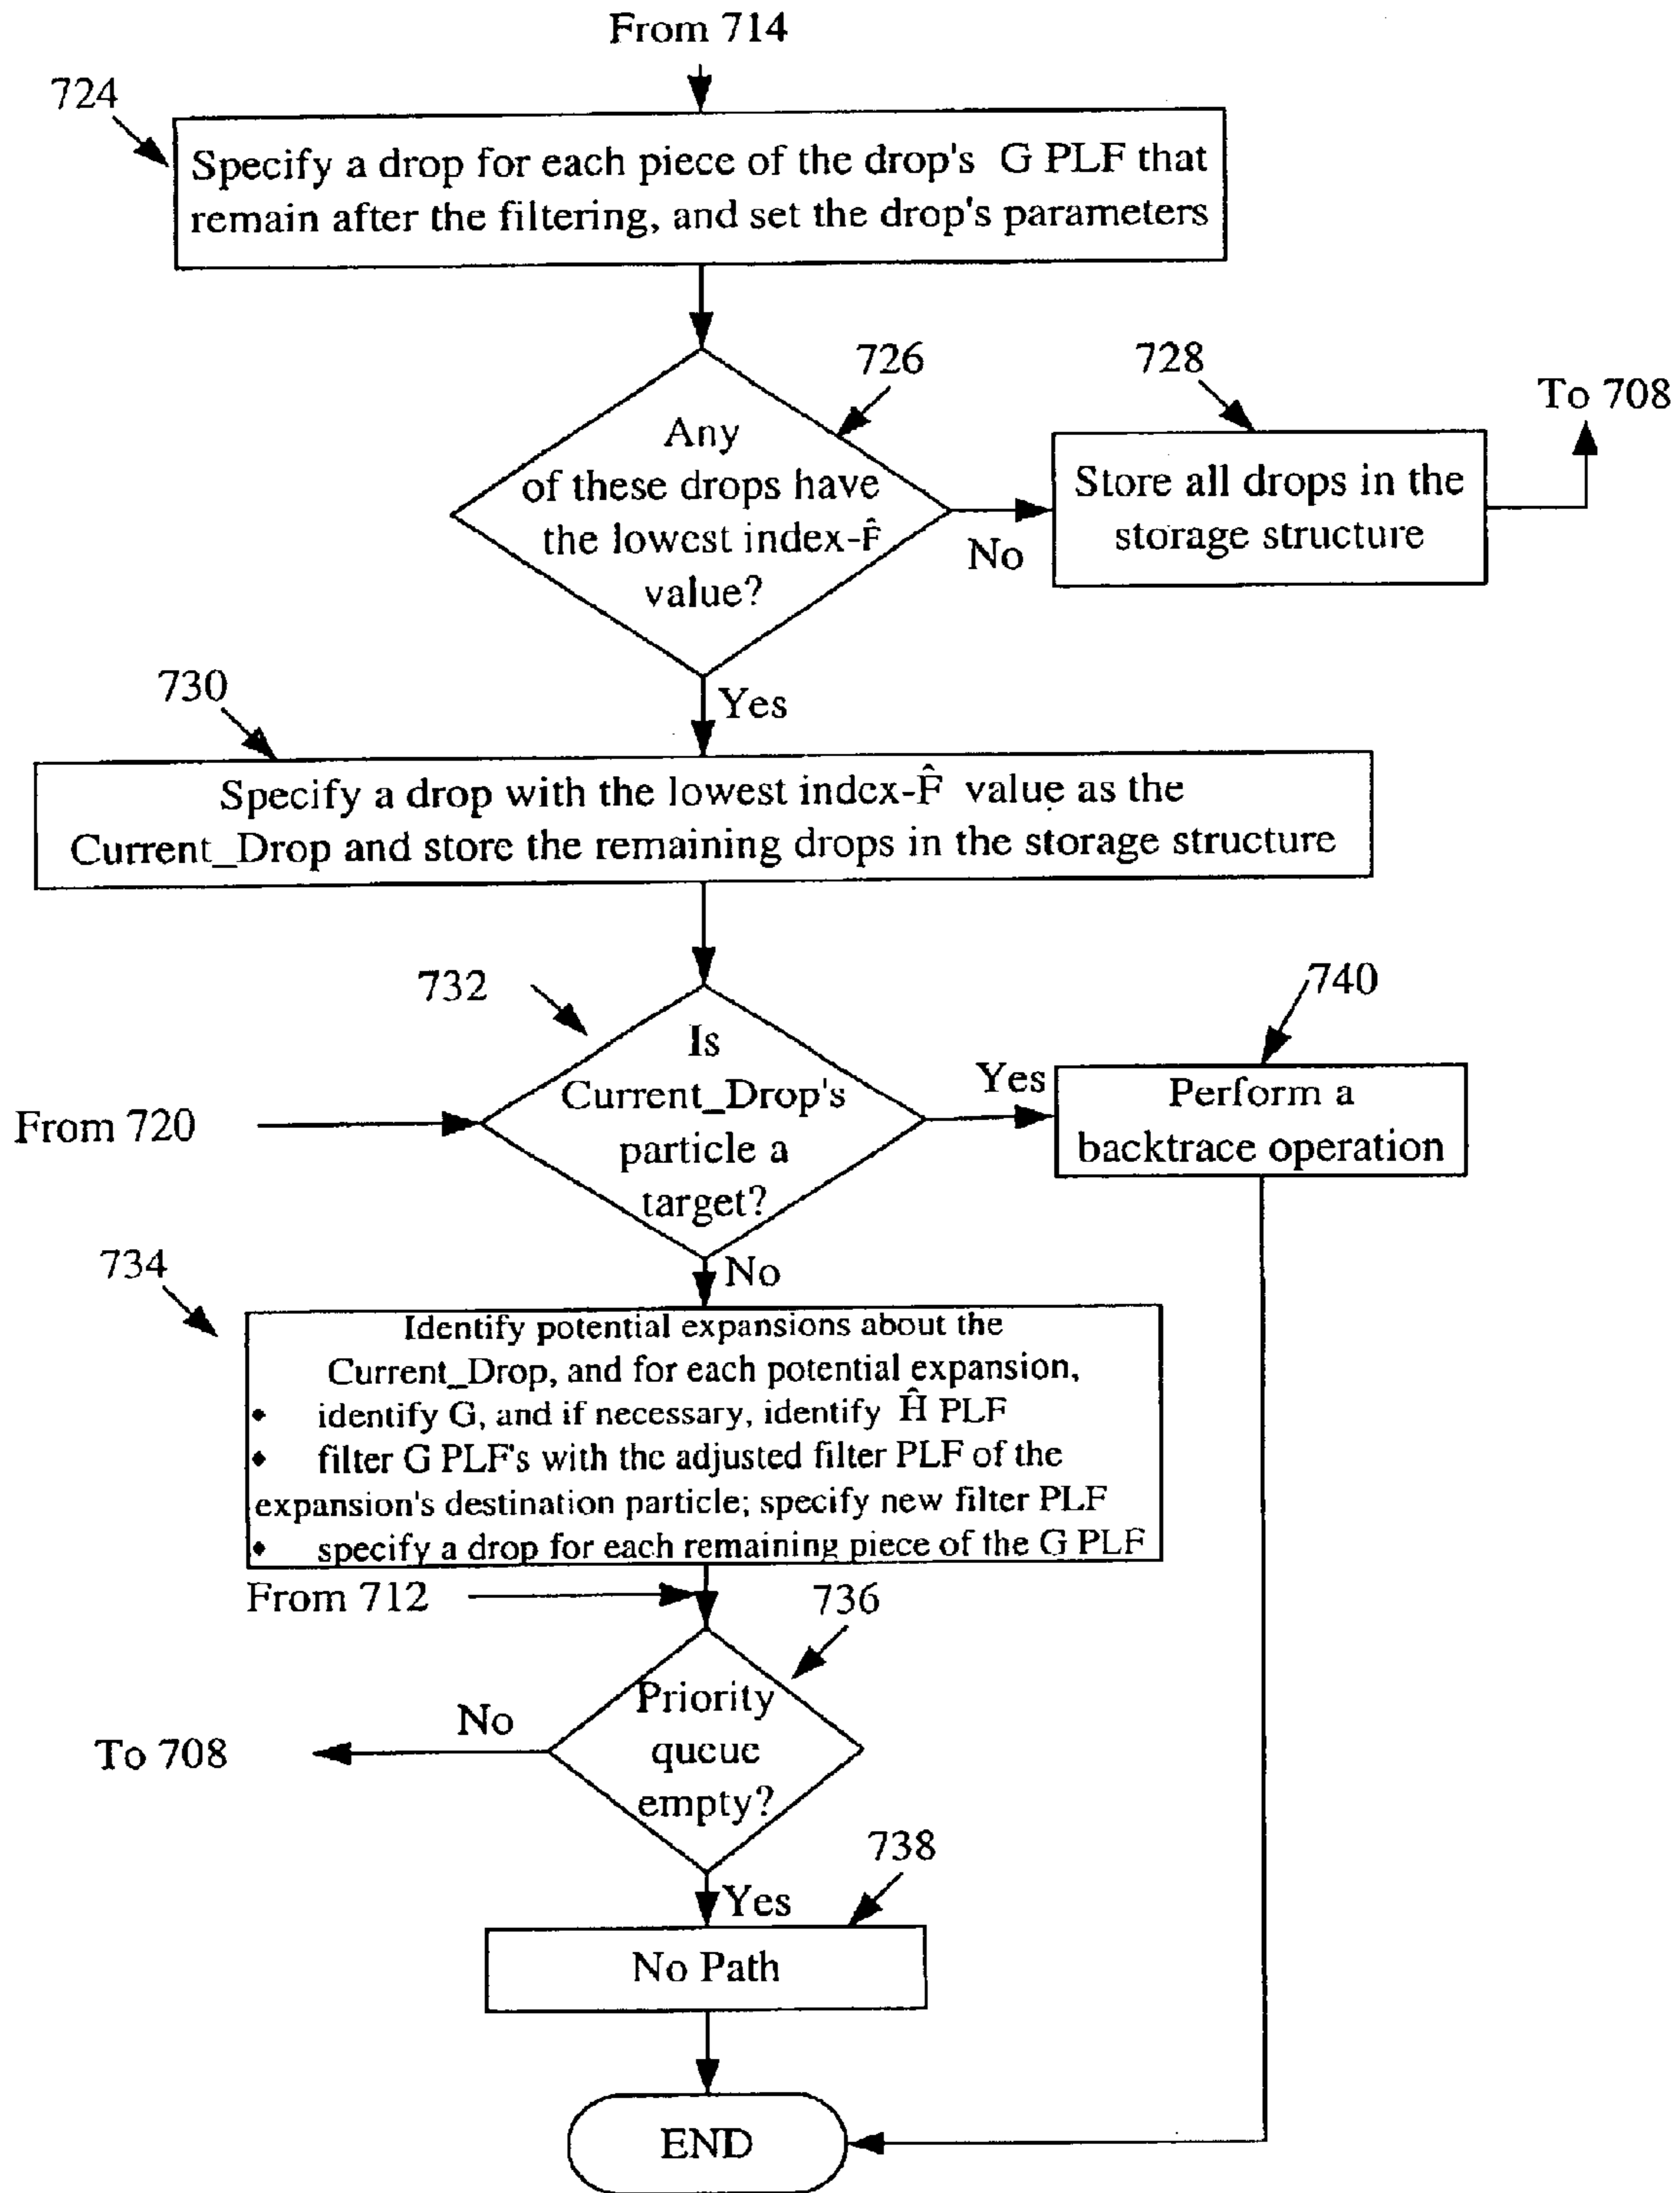 From 714
724
Specify a drop for each piece of the drop's G PLF that
remain after the filtering, and set the drop's parameters
726
728
To 708
Any
of these drops have
the lowest index-F̂
value?
No
Store all drops in the
storage structure
730
Yes
Specify a drop with the lowest index-F̂ value as the
Current_Drop and store the remaining drops in the storage structure
732
740
Is
Current_Drop's
particle a
target?
From 720
Yes
Perform a
backtrace operation
734
No
Identify potential expansions about the
Current_Drop, and for each potential expansion,
• identify G, and if necessary, identify Ĥ PLF
• filter G PLF's with the adjusted filter PLF of the
expansion's destination particle; specify new filter PLF
• specify a drop for each remaining piece of the G PLF
From 712
736
Priority
queue
empty?
No
To 708
738
Yes
No Path
END